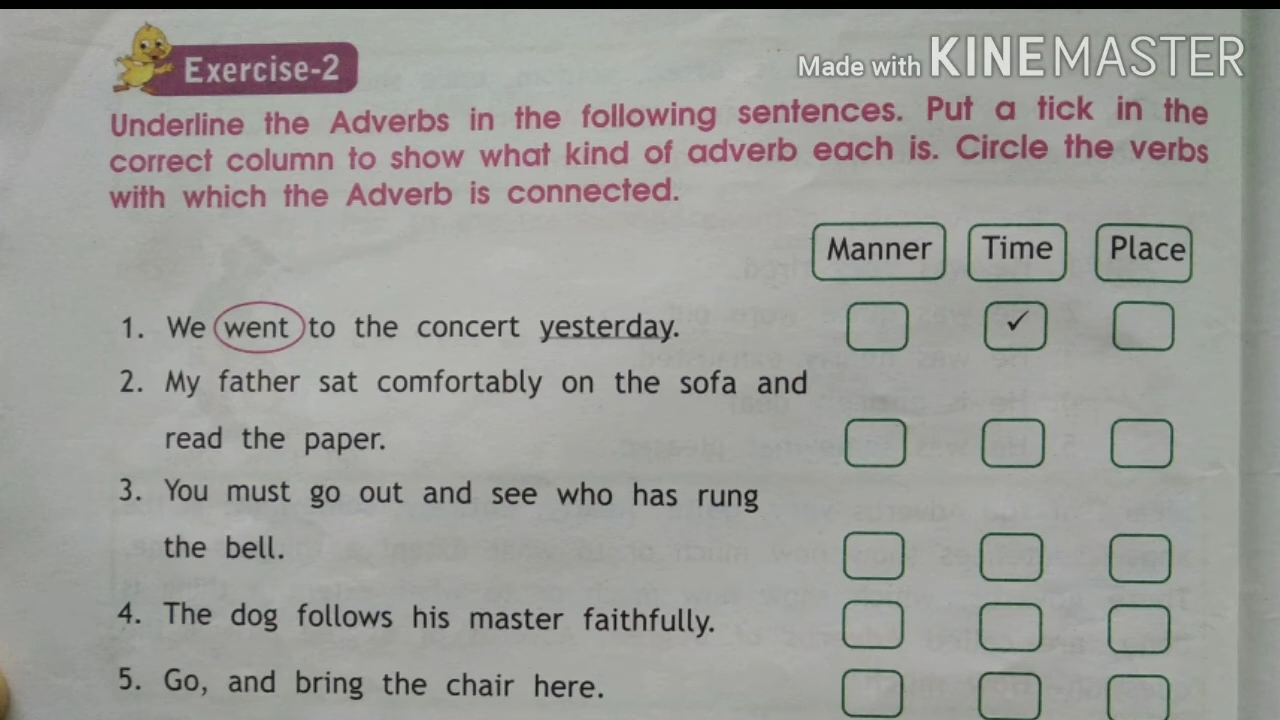 Exercise-2
Made with KINEMASTER
Underline the Adverbs in the following sentences. Put a tick in the
correct column to show what kind of adverb each is. Circle the verbs
with which the Adverb is connected.
Manner Time Place
1. We went to the concert yesterday. ✓
2. My father sat comfortably on the sofa and
read the paper.
3. You must go out and see who has rung
the bell.
4. The dog follows his master faithfully.
5. Go, and bring the chair here.